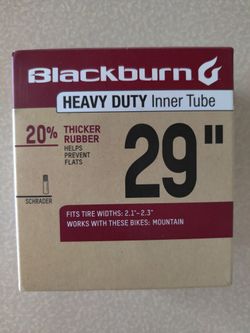 Blackburn
HEAVY DUTY Inner Tube
20% THICKER RUBBER
HELPS PREVENT FLATS
29"
SCHRADER
FITS TIRE WIDTHS: 2.1"-2.3"
WORKS WITH THESE BIKES: MOUNTAIN